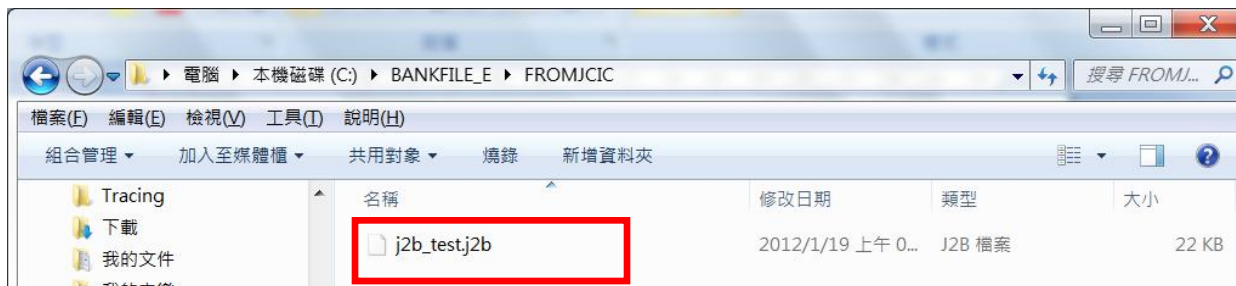 電腦 ▶ 本機磁碟 (C:) ▶ BANKFILE_E ▶ FROMJCIC
搜尋 FROMJ...
檔案(F) 編輯(E) 檢視(V) 工具(T) 說明(H)
組合管理 加入至媒體櫃 共用對象 燒錄 新增資料夾
Tracing
下載
我的文件
名稱 修改日期 類型 大小
j2b_test.j2b 2012/1/19 上午 0... J2B 檔案 22 KB